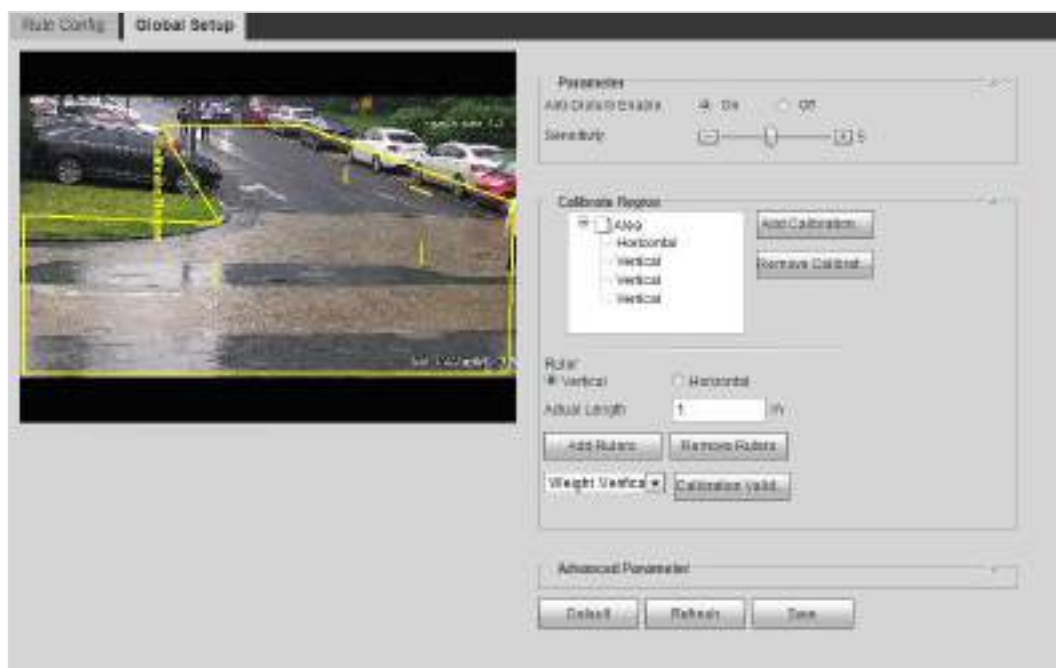 Rule Config Global Setup
Parameter
Anti-Disturb Enable On Off
Sensitivity 5
Calibrate Region
Area
Horizontal
Vertical
Vertical
Vertical
Add Calibration...
Remove Calibrat...
Ruler
Vertical Horizontal
Actual Length 1 m
Add Rulers Remove Rulers
Weight Vertica Calibration Valid...
Advanced Parameter
Default Refresh Save